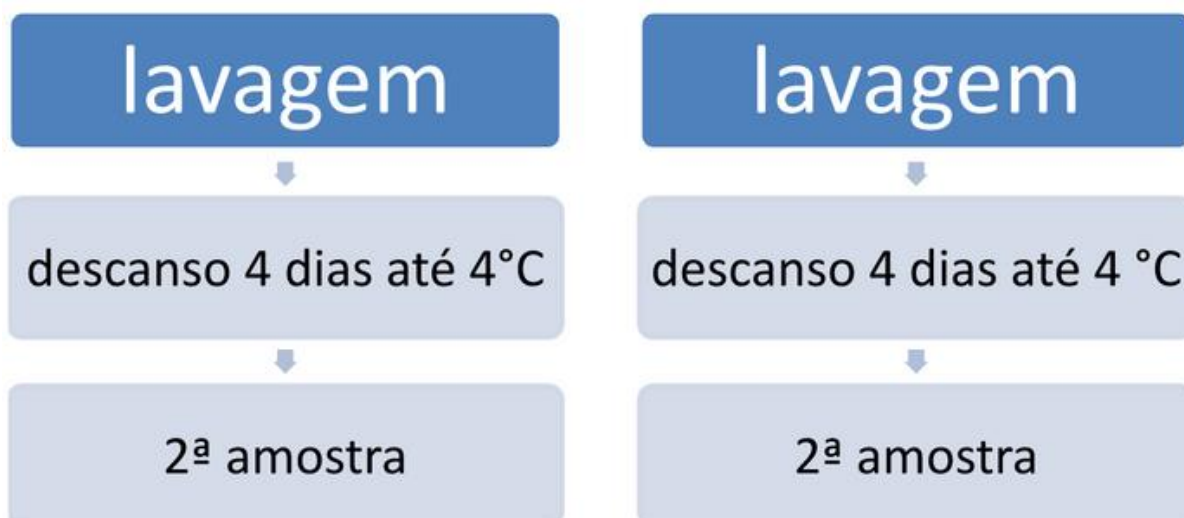 lavagem
descanso 4 dias até 4°C
2ª amostra
lavagem
descanso 4 dias até 4 °C
2ª amostra